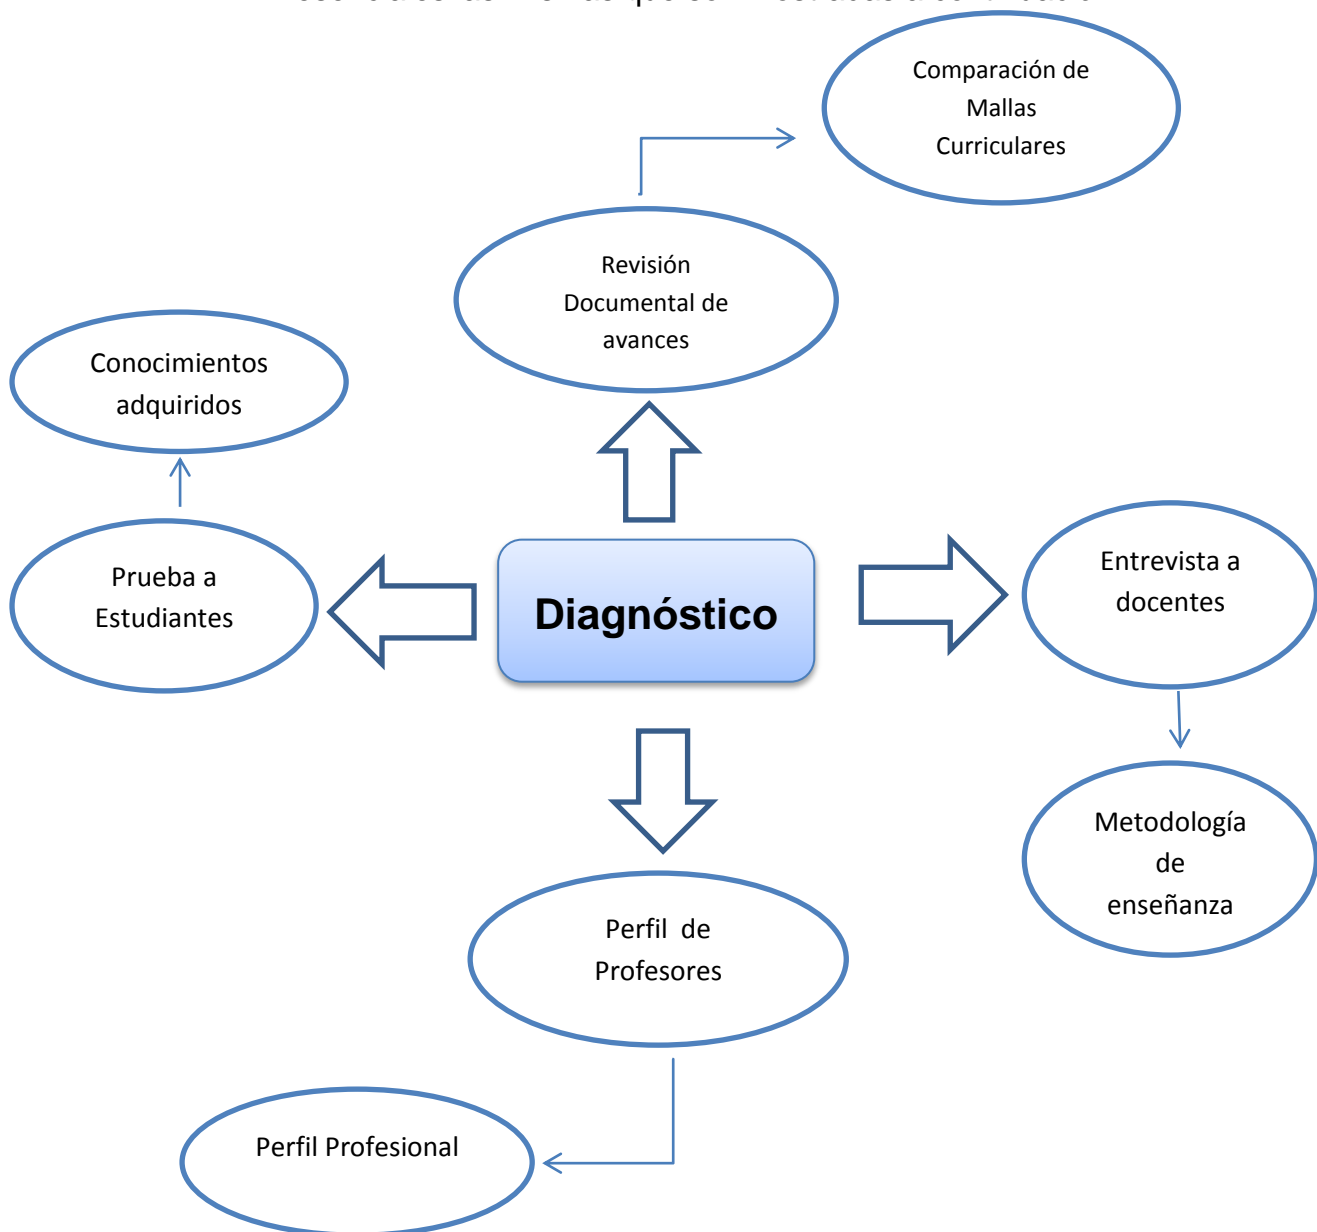 Comparación de
Mallas
Curriculares
Revisión
Documental de
avances
Conocimientos
adquiridos
Prueba a
Estudiantes
Diagnóstico
Entrevista a
docentes
Metodología
de
enseñanza
Perfil de
Profesores
Perfil Profesional